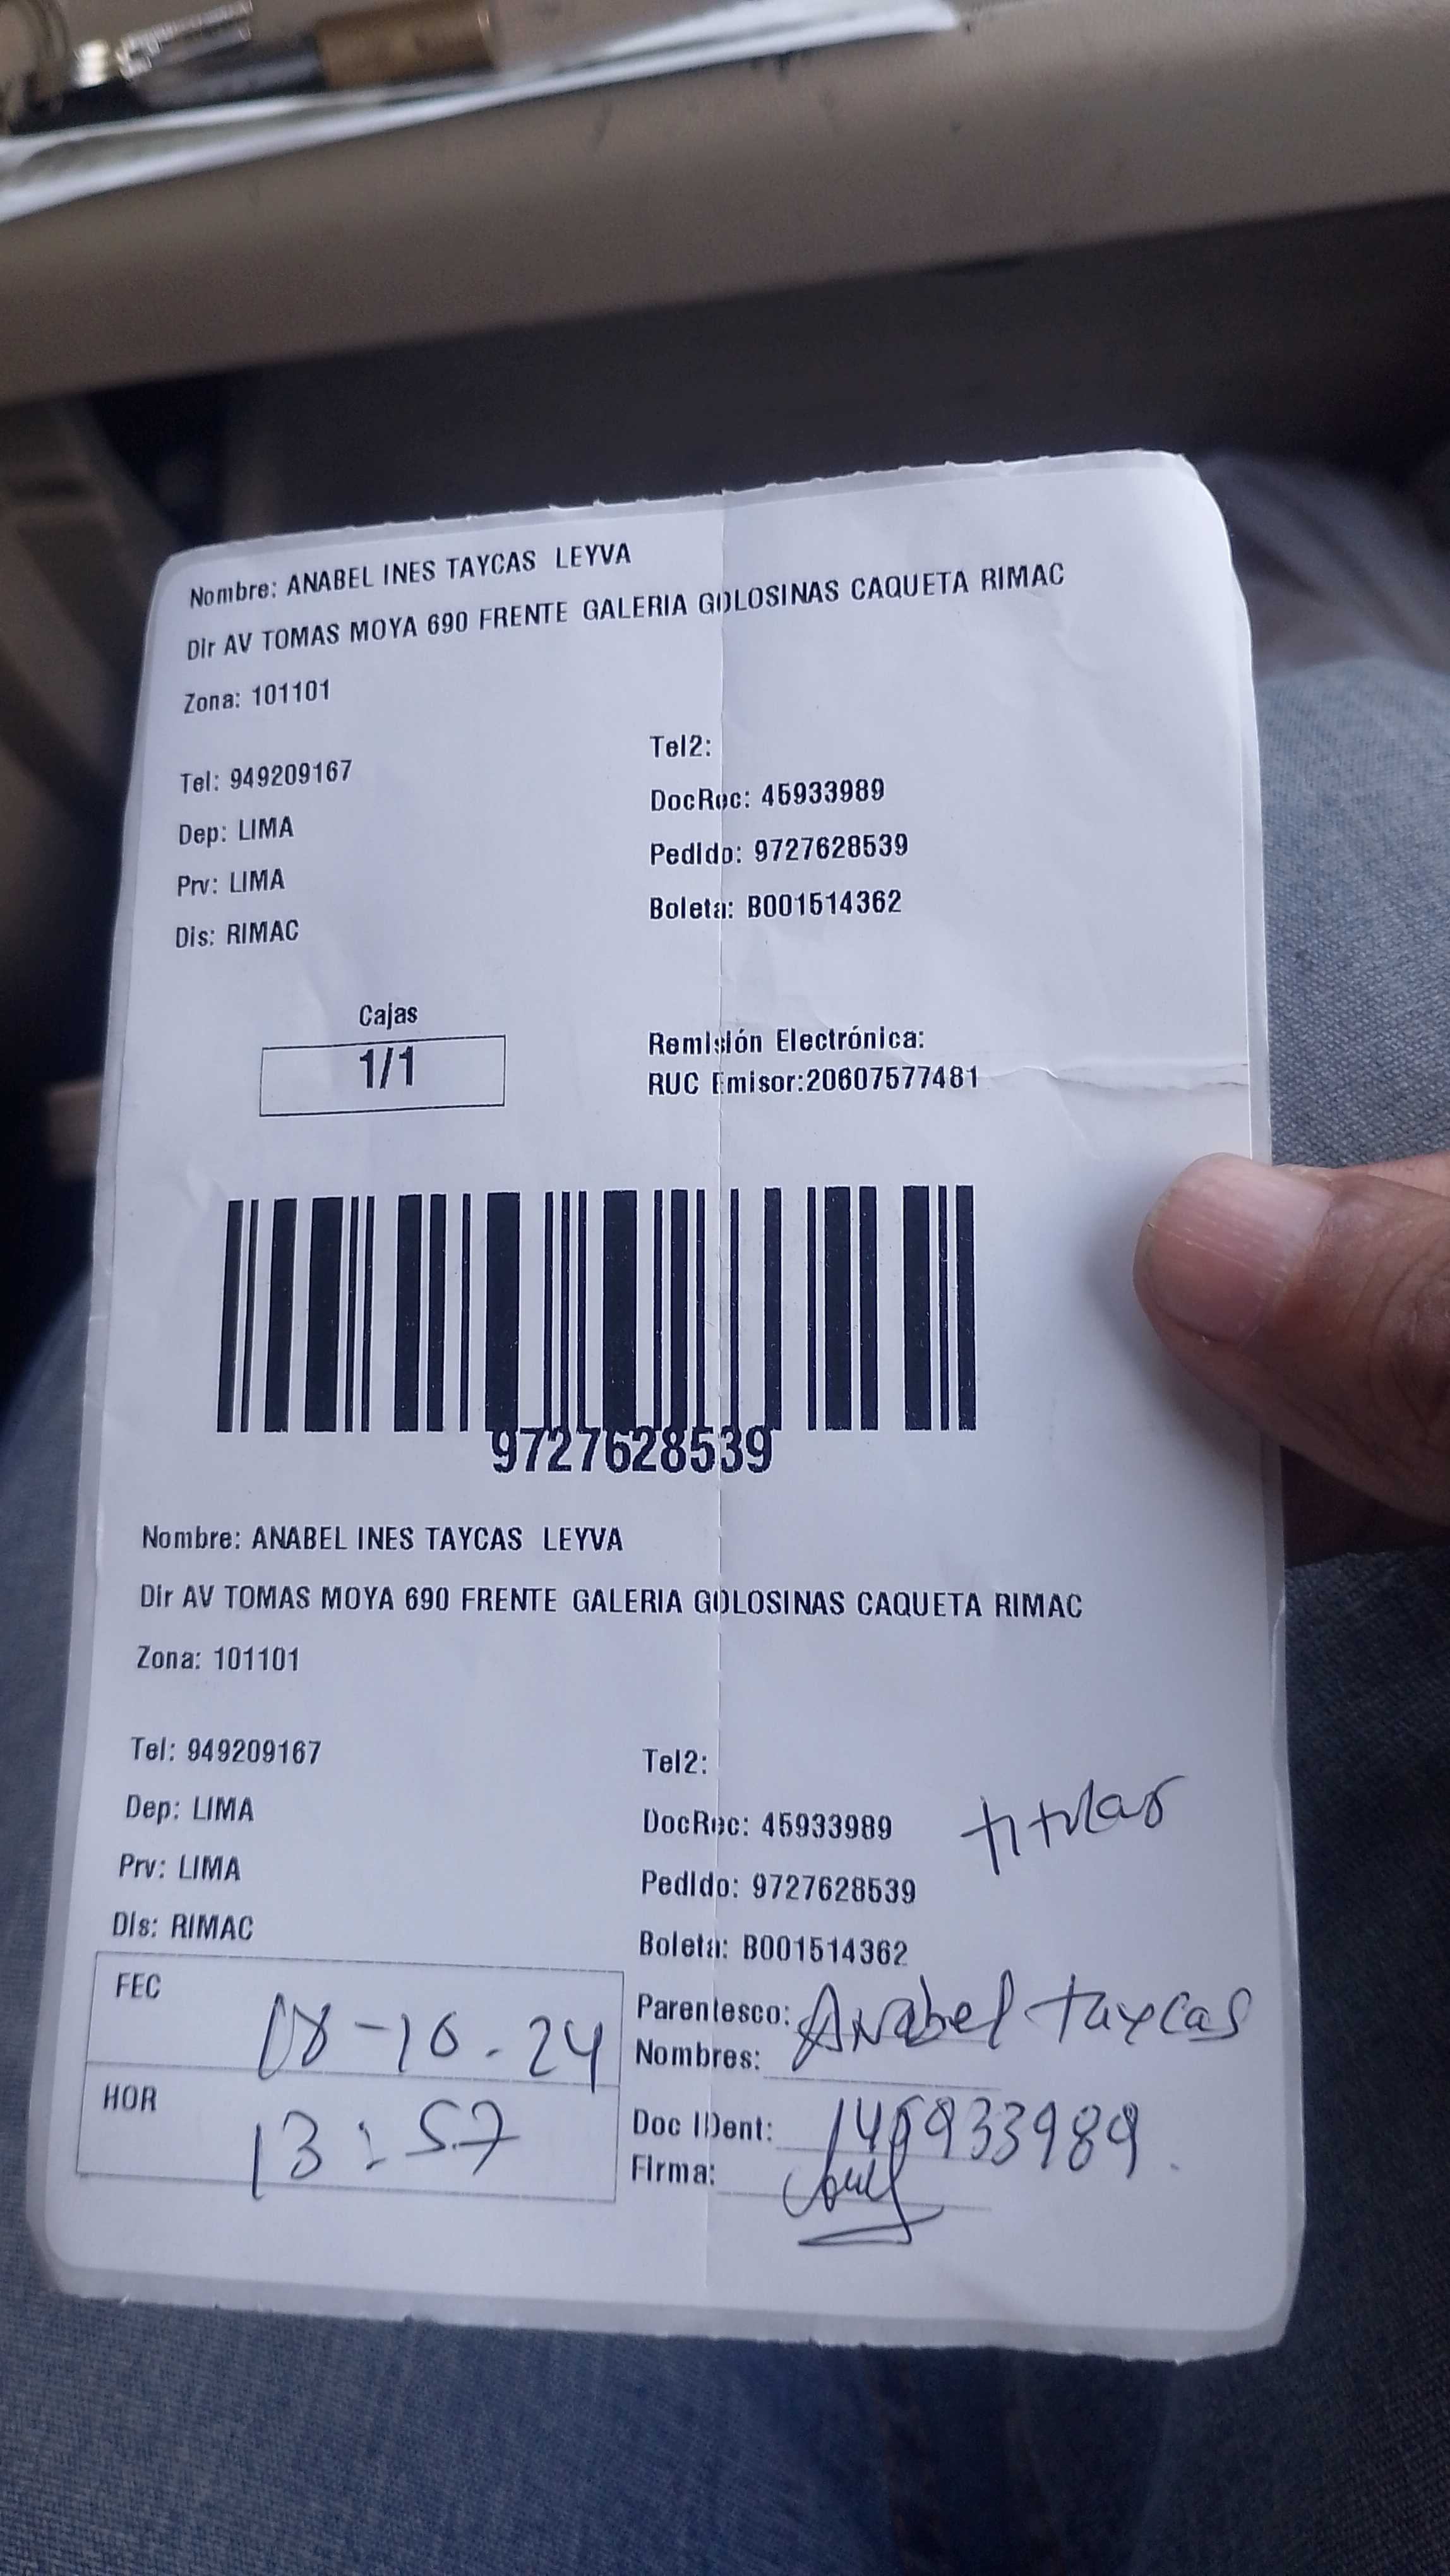 Nombre: ANABEL INES TAYCAS LEYVA
Dir AV TOMAS MOYA 690 FRENTE GALERIA GOLOSINAS CAQUETA RIMAC
Zona: 101101
Tel: 949209167
Tel2:
Dep: LIMA
DocRec: 45933989
Prv: LIMA
Pedido: 9727628539
Dis: RIMAC
Boleta: B001514362
Cajas
1/1
Remisión Electrónica:
RUC Emisor:20607577481
9727628539
Nombre: ANABEL INES TAYCAS LEYVA
Dir AV TOMAS MOYA 690 FRENTE GALERIA GOLOSINAS CAQUETA RIMAC
Zona: 101101
Tel: 949209167
Tel2:
Dep: LIMA
DocRec: 45933989 titular
Prv: LIMA
Pedido: 9727628539
Dis: RIMAC
Boleta: B001514362
FEC 08-10.24
HOR 13:57
Parentesco: Anabel taycas
Nombres:
Doc IDent:
Firma: